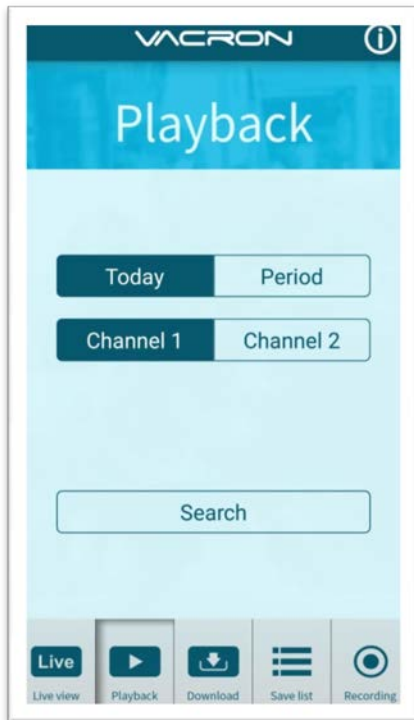 VACRON
Playback
Today Period
Channel 1 Channel 2
Search
Live
Live view Playback Download Save list Recording